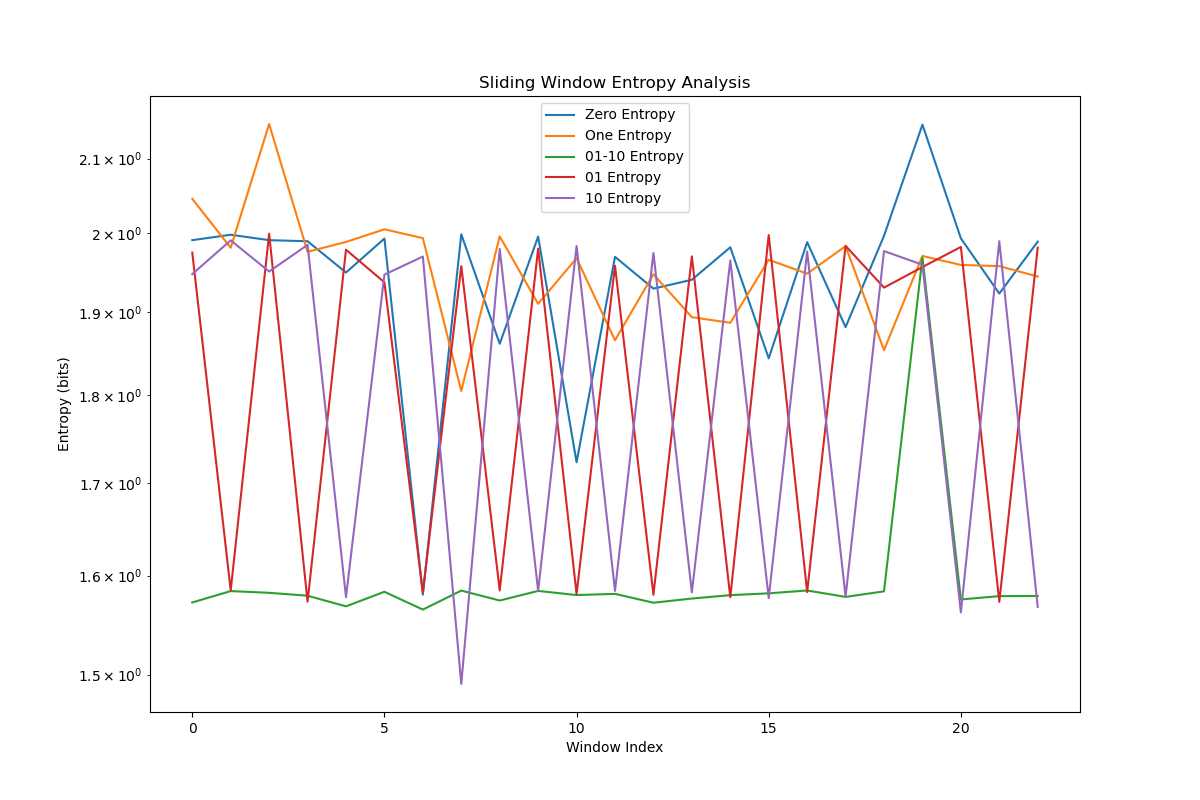 Sliding Window Entropy Analysis
Zero Entropy
One Entropy
01-10 Entropy
01 Entropy
10 Entropy
2.1 × 10⁰
2 × 10⁰
1.9 × 10⁰
1.8 × 10⁰
1.7 × 10⁰
1.6 × 10⁰
1.5 × 10⁰
Entropy (bits)
0 5 10 15 20
Window Index